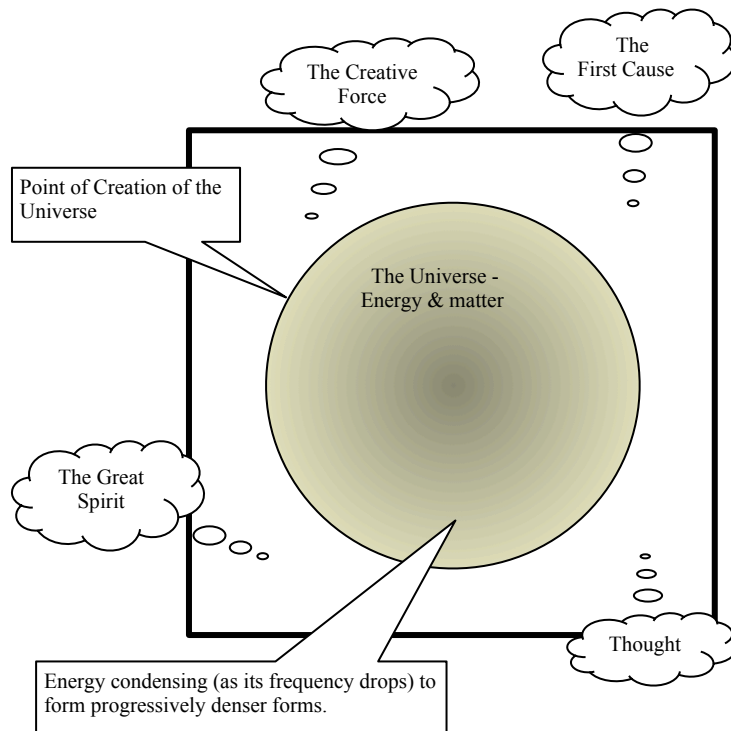 The
First Cause
The Creative
Force
Point of Creation of the
Universe
The Universe -
Energy & matter
The Great
Spirit
Thought
Energy condensing (as its frequency drops) to
form progressively denser forms.